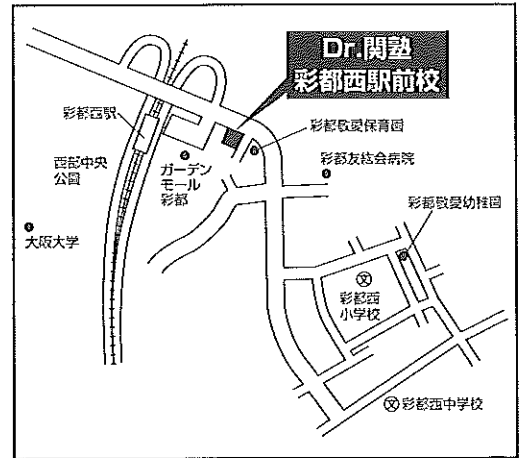 Dr.関塾
彩都西駅前校
彩都西駅
彩都敬愛保育園
西部中央
公園
ガーデン
モール
彩都
彩都友紘会病院
彩都敬愛幼稚園
大阪大学
文
彩都西
小学校
文 彩都西中学校